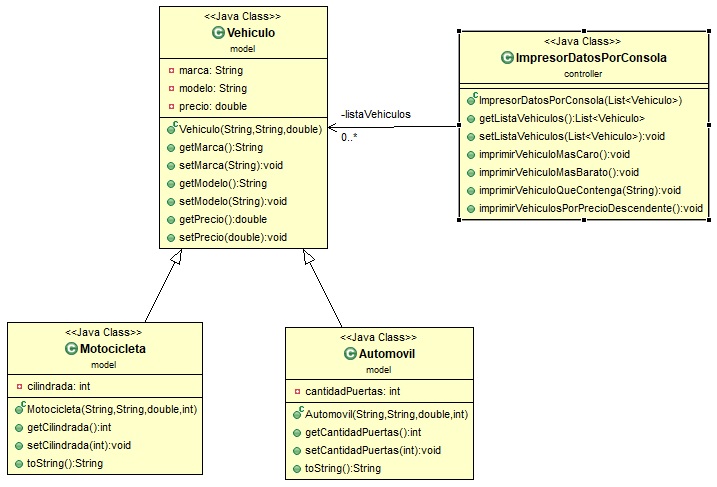 <<Java Class>>
Vehiculo
model
marca: String
modelo: String
precio: double
Vehiculo(String,String,double)
getMarca():String
setMarca(String):void
getModelo():String
setModelo(String):void
getPrecio():double
setPrecio(double):void
-listaVehiculos
0..*
<<Java Class>>
ImpresorDatosPorConsola
controller
ImpresorDatosPorConsola(List<Vehiculo>)
getListaVehiculos():List<Vehiculo>
setListaVehiculos(List<Vehiculo>):void
imprimirVehiculoMasCaro():void
imprimirVehiculoMasBarato():void
imprimirVehiculoQueContenga(String):void
imprimirVehiculosPorPrecioDescendente():void
<<Java Class>>
Motocicleta
model
cilindrada: int
Motocicleta(String,String,double,int)
getCilindrada():int
setCilindrada(int):void
toString():String
<<Java Class>>
Automovil
model
cantidadPuertas: int
Automovil(String,String,double,int)
getCantidadPuertas():int
setCantidadPuertas(int):void
toString():String